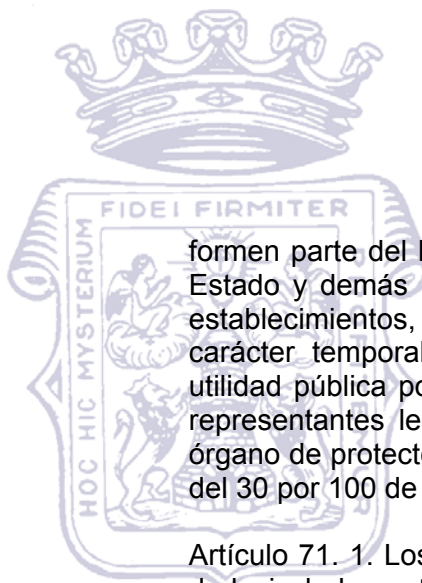 FIDEI FIRMITER
HOC HIC MYSTERIUM
formen parte del
Estado y demás
establecimientos,
carácter temporal
utilidad pública po
representantes le
órgano de protect
del 30 por 100 de
Artículo 71. 1. Los